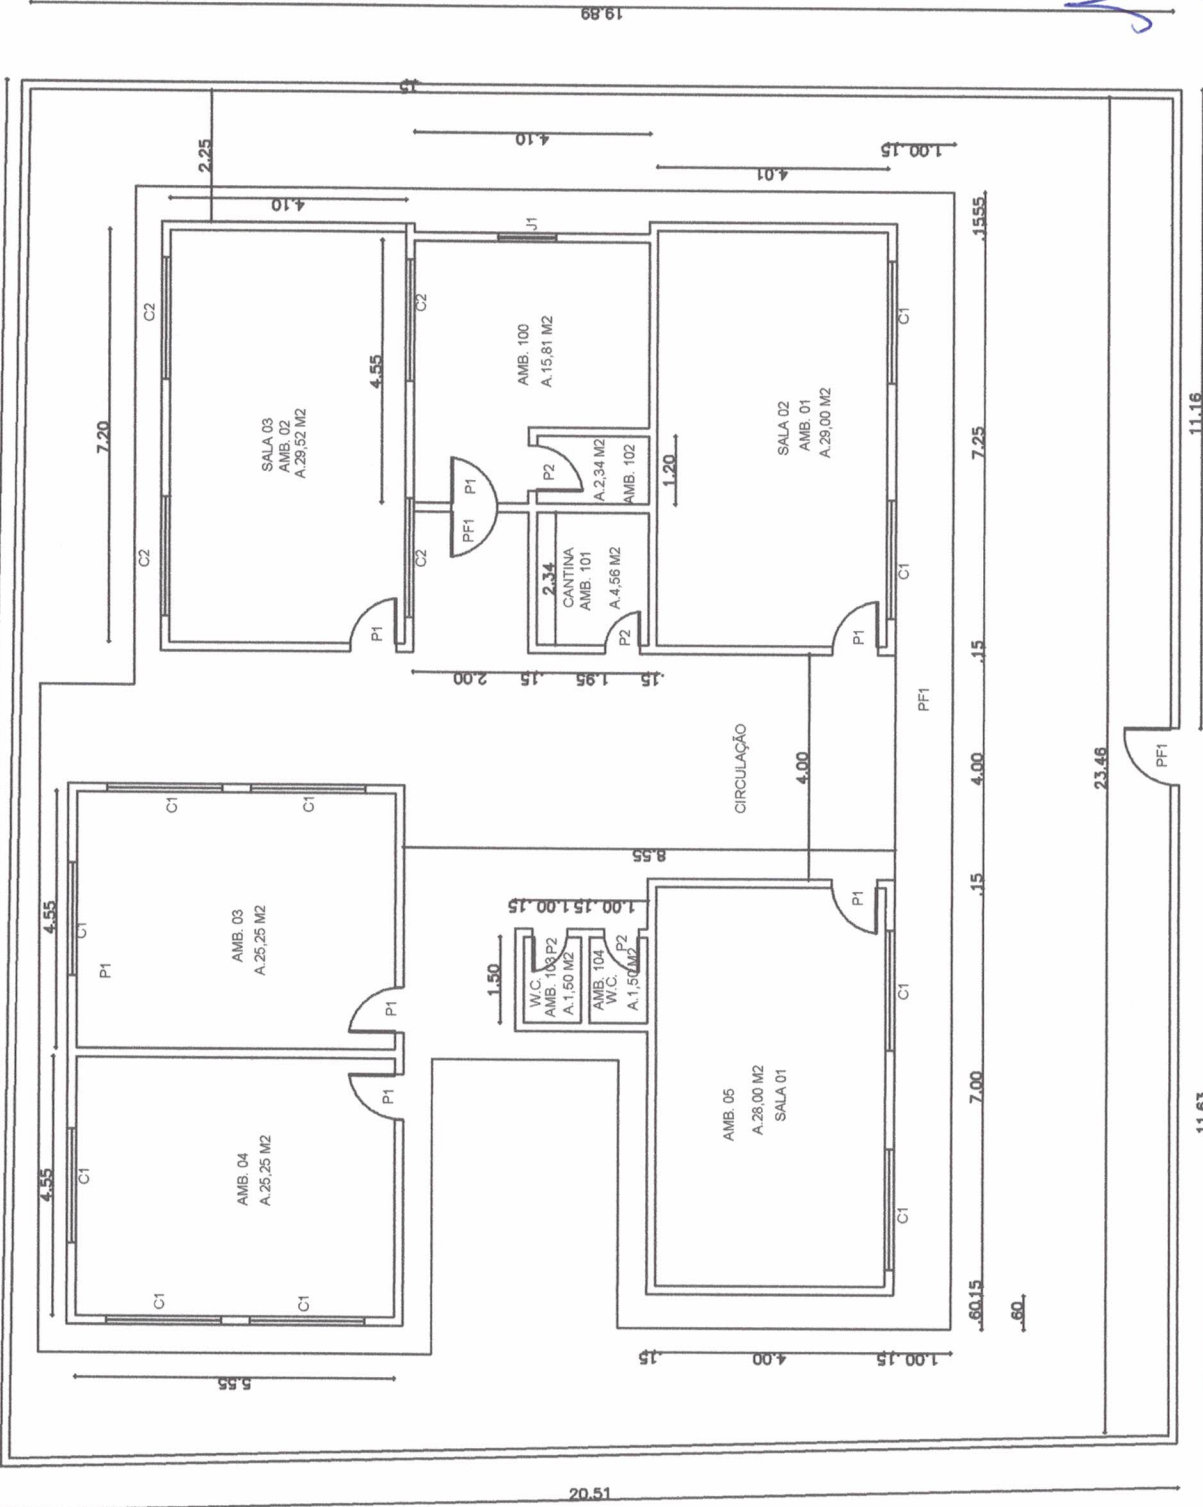 19.89
.15
2.25
4.10
4.01
1.00 .15
4.10
7.20
C2
C2
SALA 03
AMB. 02
A.29,52 M2
4.55
C2
C2
J1
AMB. 100
A.15,81 M2
P1
PF1
P1
P2
A.2,34 M2
AMB. 102
1.20
2.34
CANTINA
AMB. 101
A.4,56 M2
P2
SALA 02
AMB. 01
A.29,00 M2
C1
C1
P1
.1555
7.25
.15
4.00
.15
7.00
.60.15
.60
11.16
2.00
.15
1.95
.15
CIRCULAÇÃO
4.00
PF1
PF1
23.46
8.55
4.55
C1
C1
C1
P1
AMB. 03
A.25,25 M2
P1
P1
4.55
C1
AMB. 04
A.25,25 M2
C1
C1
5.55
1.50
.15
1.00
.15
1.00
W.C.
AMB. 103
A.1,50 M2
P2
AMB. 104
W.C.
A.1,50 M2
P2
P1
AMB. 05
A.28,00 M2
SALA 01
C1
C1
.15
4.00
1.00 .15
11.63
20.51